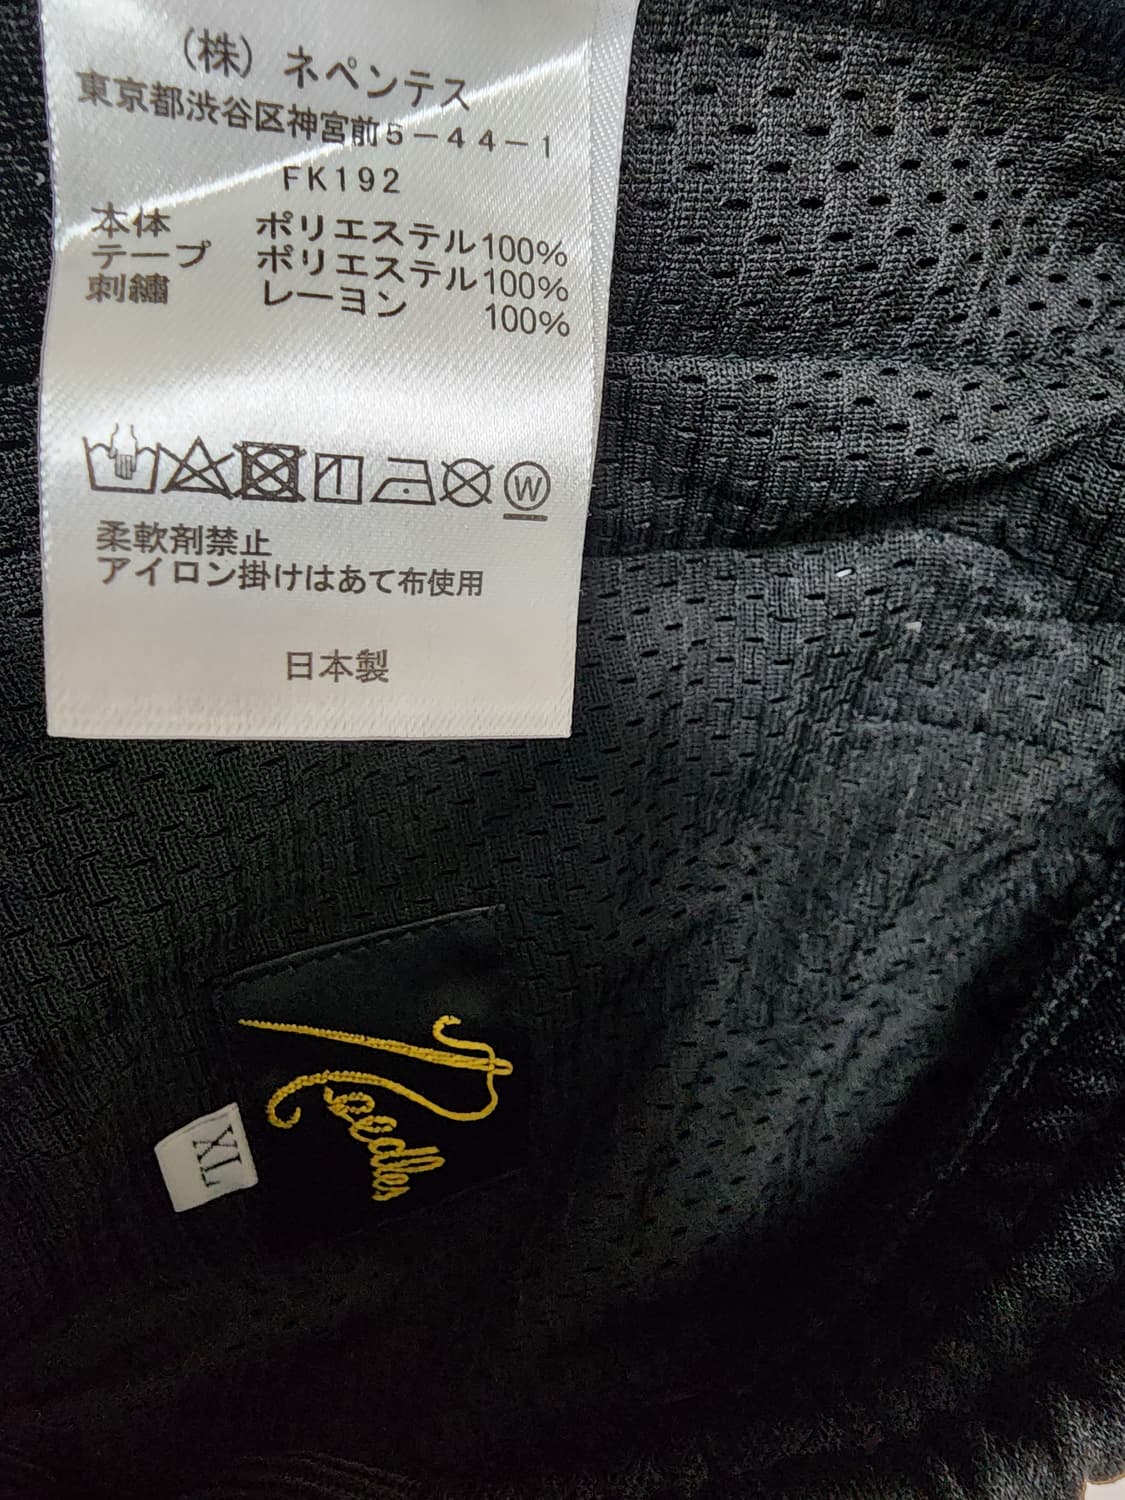 （株）ネペンテス
東京都渋谷区神宮前5－44－1
FK192
本体 ポリエステル100%
テープ ポリエステル100%
刺繍 レーヨン 100%
W
柔軟剤禁止
アイロン掛けはあて布使用
日本製
Needles
XL